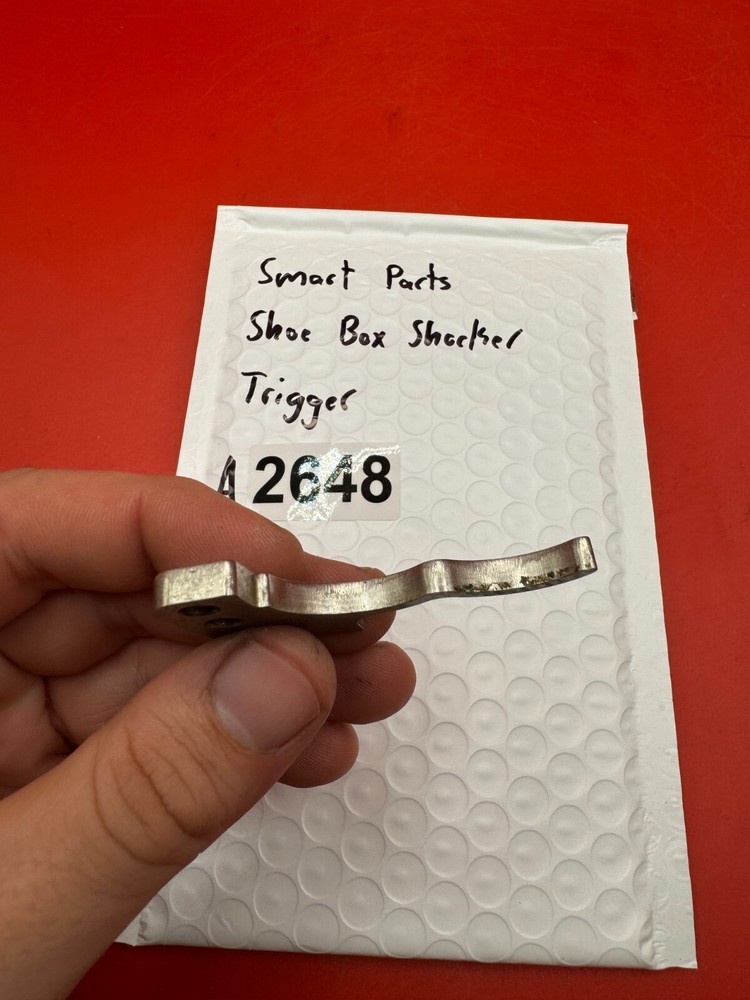 Smart Parts
Shoe Box Shocker
Trigger
A 2648